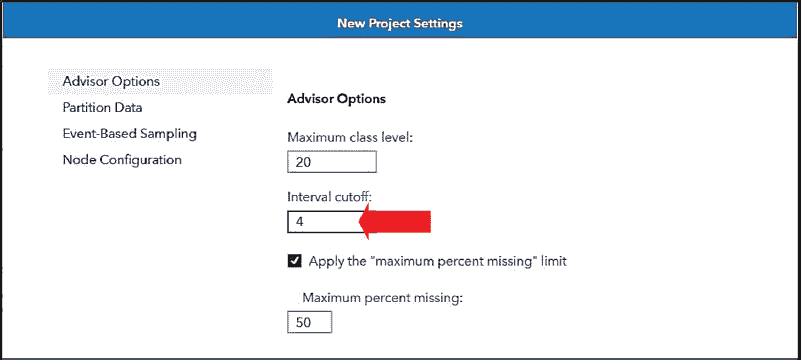 New Project Settings
Advisor Options
Partition Data
Event-Based Sampling
Node Configuration
Advisor Options
Maximum class level:
20
Interval cutoff:
4
Apply the "maximum percent missing" limit
Maximum percent missing:
50